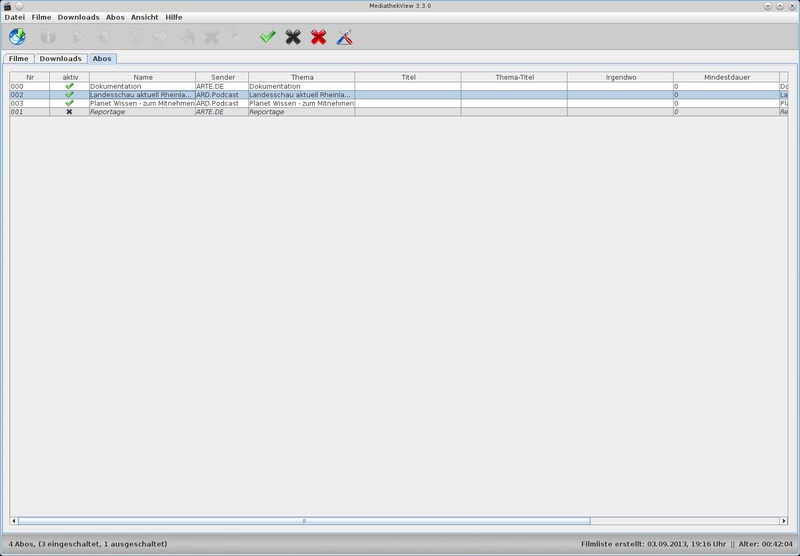 MediathekView 3.3.0
Datei Filme Downloads Abos Ansicht Hilfe
Filme Downloads Abos
Nr aktiv Name Sender Thema Titel Thema-Titel Irgendwo Mindestdauer
000 Dokumentation ARTE.DE Dokumentation 0 Do
002 Landesschau aktuell Rheinla... ARD.Podcast Landesschau aktuell Rheinla... 0 La
003 Planet Wissen - zum Mitnehmen ARD.Podcast Planet Wissen - zum Mitnehmen 0 Pla
001 Reportage ARTE.DE Reportage 0 Re
4 Abos, (3 eingeschaltet, 1 ausgeschaltet) Filmliste erstellt: 03.09.2013, 19:16 Uhr || Alter: 00:42:04